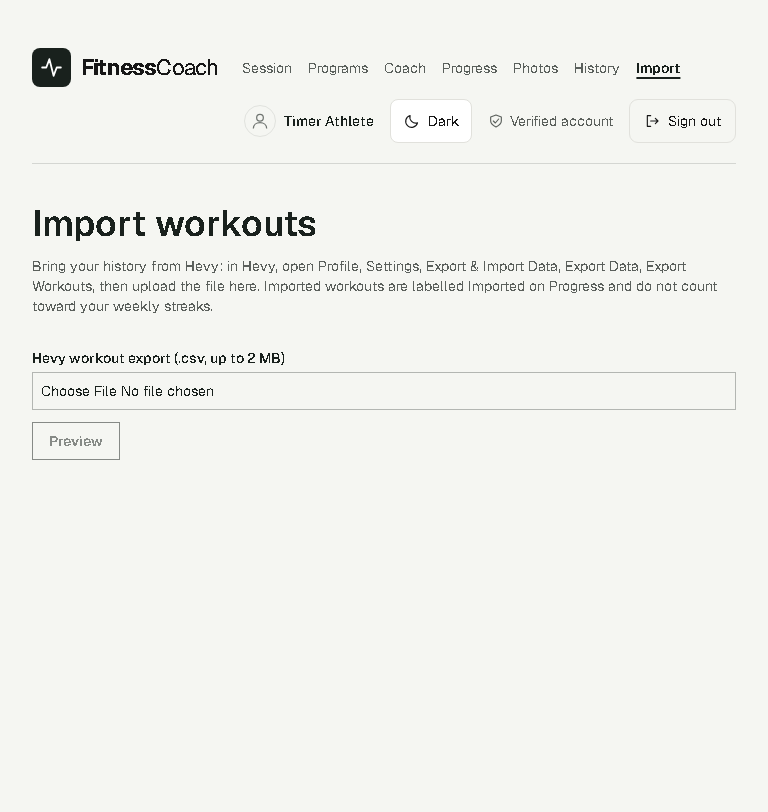 FitnessCoach Session Programs Coach Progress Photos History Import
Timer Athlete Dark Verified account Sign out
Import workouts
Bring your history from Hevy: in Hevy, open Profile, Settings, Export & Import Data, Export Data, Export
Workouts, then upload the file here. Imported workouts are labelled Imported on Progress and do not count
toward your weekly streaks.
Hevy workout export (.csv, up to 2 MB)
Choose File No file chosen
Preview